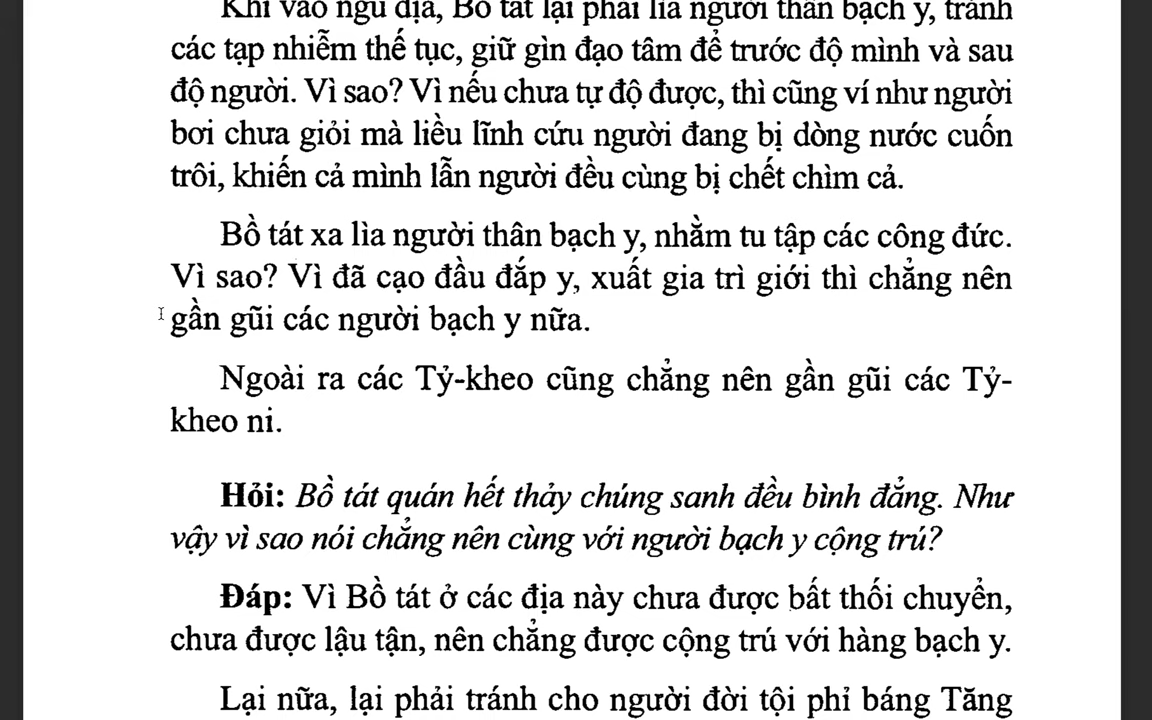 Khi vào ngũ địa, Bồ tát lại phải lìa người thân bạch y, tránh
các tạp nhiễm thế tục, giữ gìn đạo tâm để trước độ mình và sau
độ người. Vì sao? Vì nếu chưa tự độ được, thì cũng ví như người
bơi chưa giỏi mà liều lĩnh cứu người đang bị dòng nước cuốn
trôi, khiến cả mình lẫn người đều cùng bị chết chìm cả.
Bồ tát xa lìa người thân bạch y, nhằm tu tập các công đức.
Vì sao? Vì đã cạo đầu đắp y, xuất gia trì giới thì chẳng nên
gần gũi các người bạch y nữa.
Ngoài ra các Tỷ-kheo cũng chẳng nên gần gũi các Tỷ-
kheo ni.
Hỏi: Bồ tát quán hết thảy chúng sanh đều bình đẳng. Như
vậy vì sao nói chẳng nên cùng với người bạch y cộng trú?
Đáp: Vì Bồ tát ở các địa này chưa được bất thối chuyển,
chưa được lậu tận, nên chẳng được cộng trú với hàng bạch y.
Lại nữa, lại phải tránh cho người đời tội phỉ báng Tăng